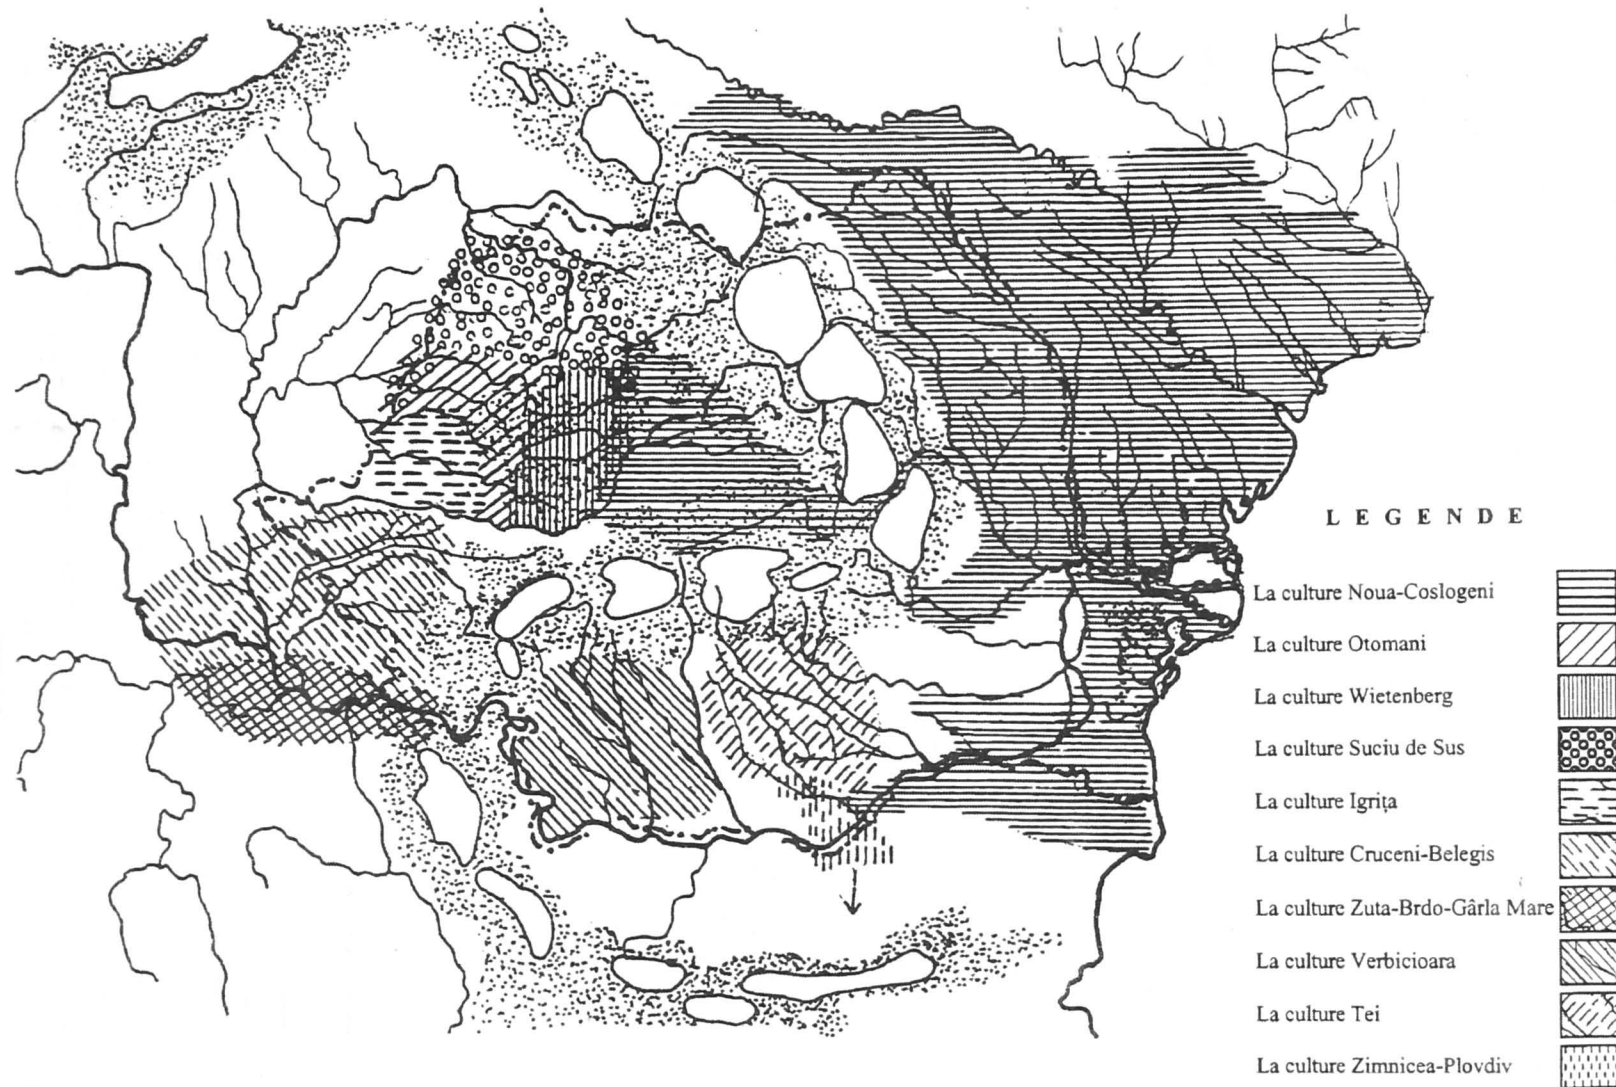 LEGENDE
La culture Noua-Coslogeni
La culture Otomani
La culture Wietenberg
La culture Suciu de Sus
La culture Igrița
La culture Cruceni-Belegis
La culture Zuta-Brdo-Gârla Mare
La culture Verbicioara
La culture Tei
La culture Zimnicea-Plovdiv